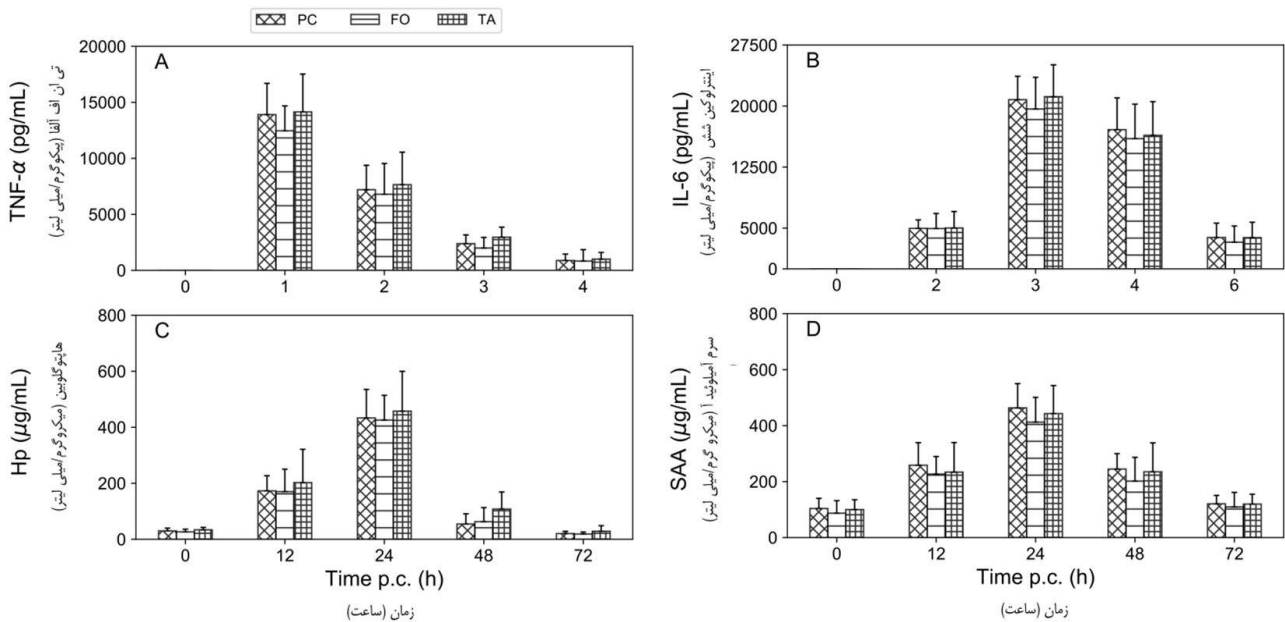 PC FO TA
A
TNF-α (pg/mL)
تی ان اف آلفا (پیکوگرم/میلی لیتر)
20000
15000
10000
5000
0
0 1 2 3 4
B
IL-6 (pg/mL)
اینترلوکین شش (پیکوگرم/میلی لیتر)
27500
20000
12500
5000
0
0 2 3 4 6
C
Hp (μg/mL)
هاپتوگلوبین (میکروگرم/میلی لیتر)
800
600
400
200
0
0 12 24 48 72
Time p.c. (h)
زمان (ساعت)
D
SAA (μg/mL)
سرم آمیلوئید آ (میکرو گرم/میلی لیتر)
800
600
400
200
0
0 12 24 48 72
Time p.c. (h)
زمان (ساعت)